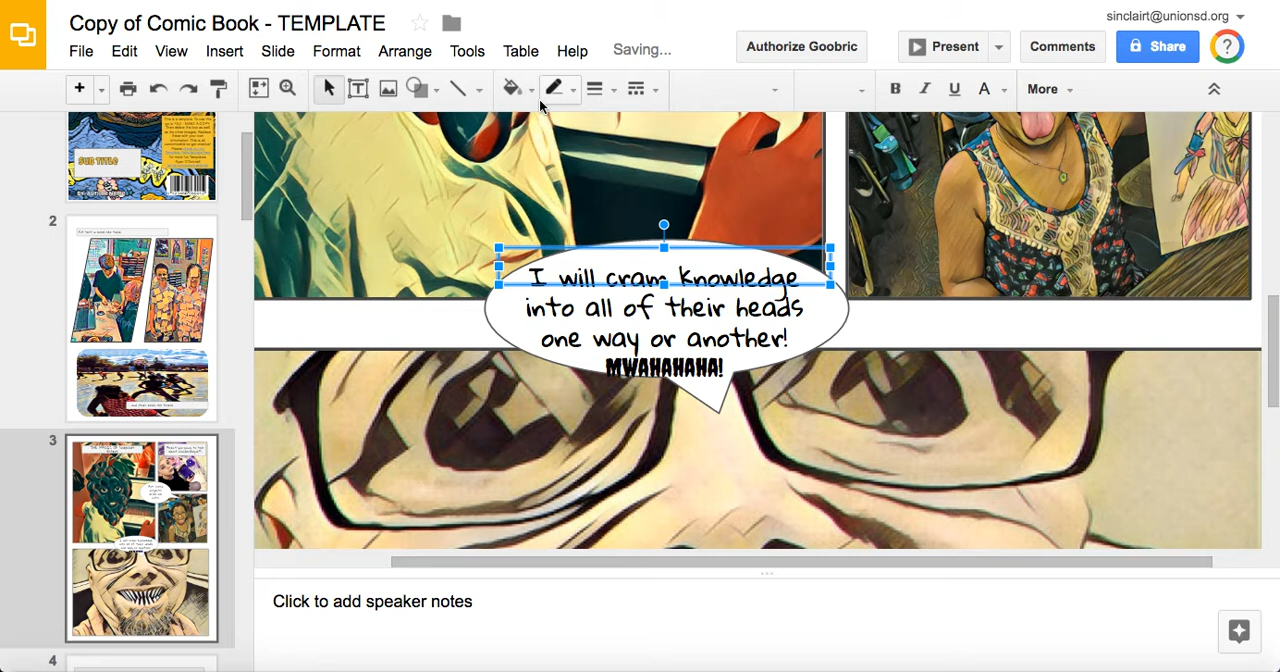 Copy of Comic Book - TEMPLATE
sinclairt@unionsd.org
File Edit View Insert Slide Format Arrange Tools Table Help Saving...
Authorize Goobric
Present
Comments
Share
B I U A More
SUB TITLE
2
3
4
I will cram knowledge
into all of their heads
one way or another!
MWAHAHAHA!
Click to add speaker notes